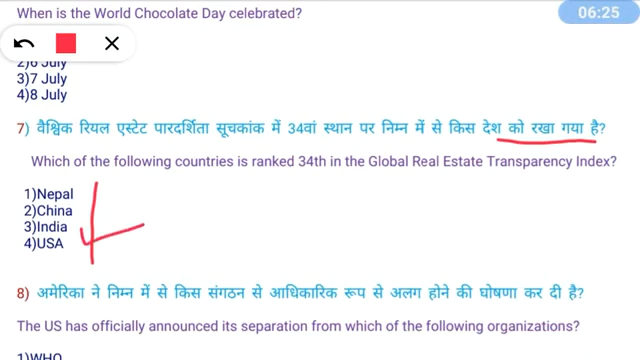 When is the World Chocolate Day celebrated?
06:25
2)6 July
3)7 July
4)8 July
7) वैश्विक रियल एस्टेट पारदर्शिता सूचकांक में 34वां स्थान पर निम्न में से किस देश को रखा गया है?
Which of the following countries is ranked 34th in the Global Real Estate Transparency Index?
1)Nepal
2)China
3)India
4)USA
8) अमेरिका ने निम्न में से किस संगठन से आधिकारिक रूप से अलग होने की घोषणा कर दी है?
The US has officially announced its separation from which of the following organizations?
1)WHO